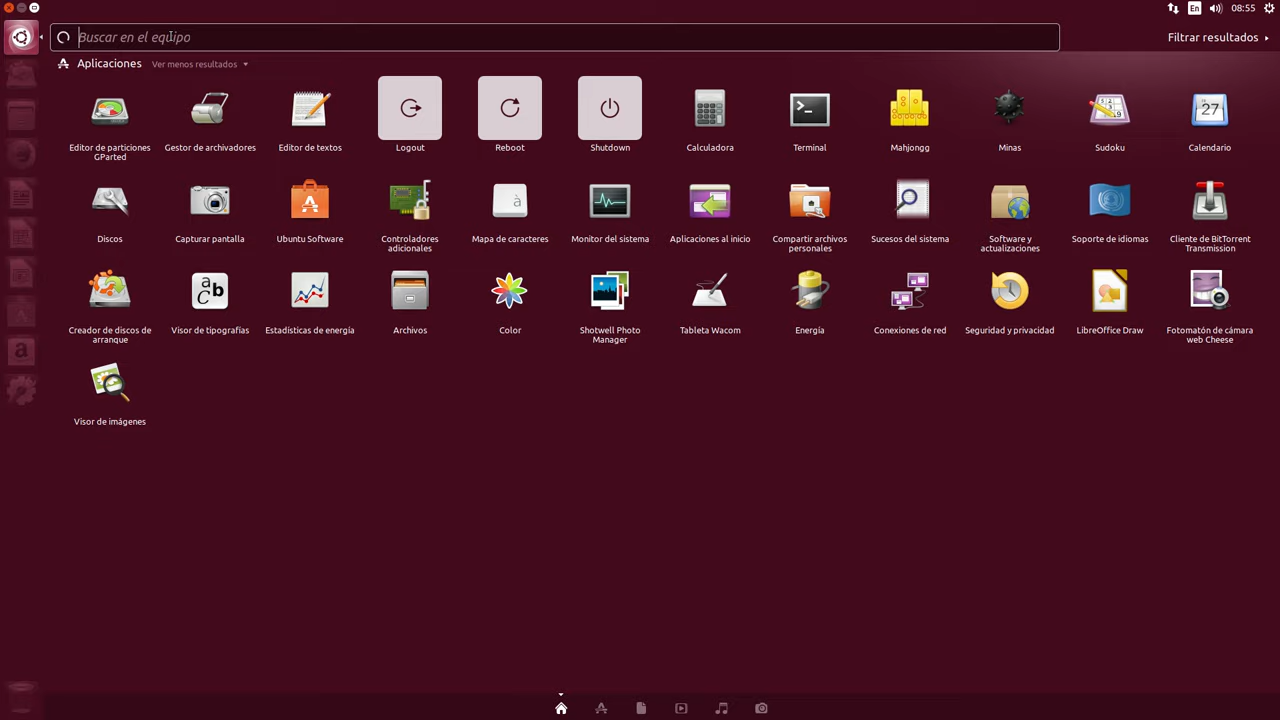 En
08:55
Buscar en el equipo
Filtrar resultados
Aplicaciones Ver menos resultados
Editor de particiones
GParted
Gestor de archivadores
Editor de textos
Logout
Reboot
Shutdown
Calculadora
Terminal
Mahjongg
Minas
Sudoku
Calendario
Discos
Capturar pantalla
Ubuntu Software
Controladores
adicionales
Mapa de caracteres
Monitor del sistema
Aplicaciones al inicio
Compartir archivos
personales
Sucesos del sistema
Software y
actualizaciones
Soporte de idiomas
Cliente de BitTorrent
Transmission
Creador de discos de
arranque
Visor de tipografías
Estadísticas de energía
Archivos
Color
Shotwell Photo
Manager
Tableta Wacom
Energía
Conexiones de red
Seguridad y privacidad
LibreOffice Draw
Fotomatón de cámara
web Cheese
Visor de imágenes